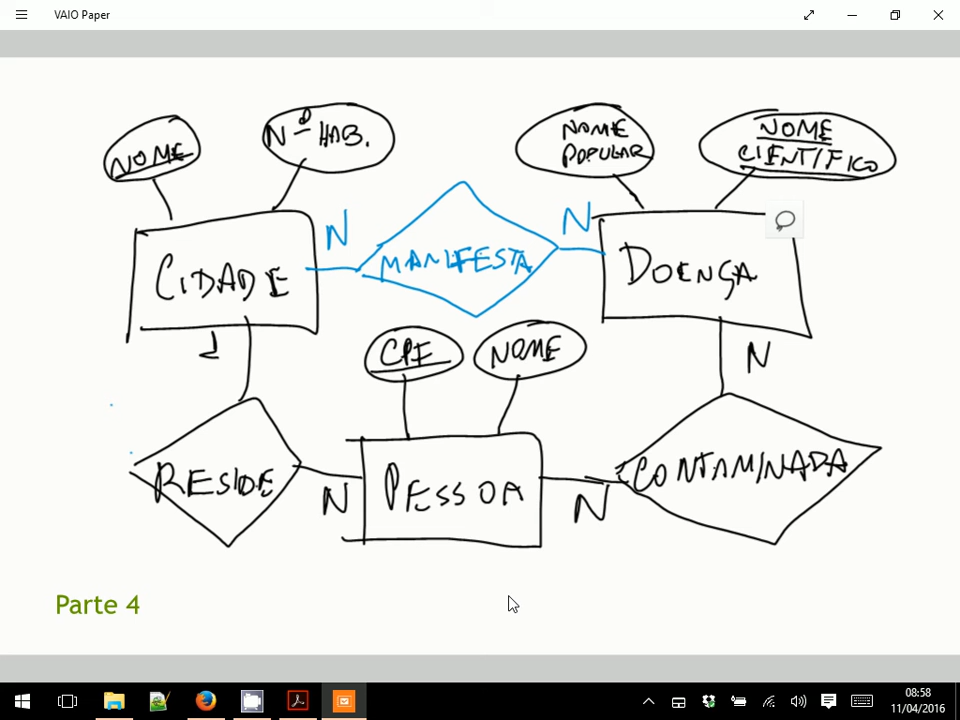 VAIO Paper
NOME
Nº HAB.
NOME
POPULAR
NOME
CIENTÍFICO
N
MANIFESTA
N
CIDADE
DOENÇA
1
CPF
NOME
N
RESIDE
N
PESSOA
N
CONTAMINADA
Parte 4
08:58
11/04/2016